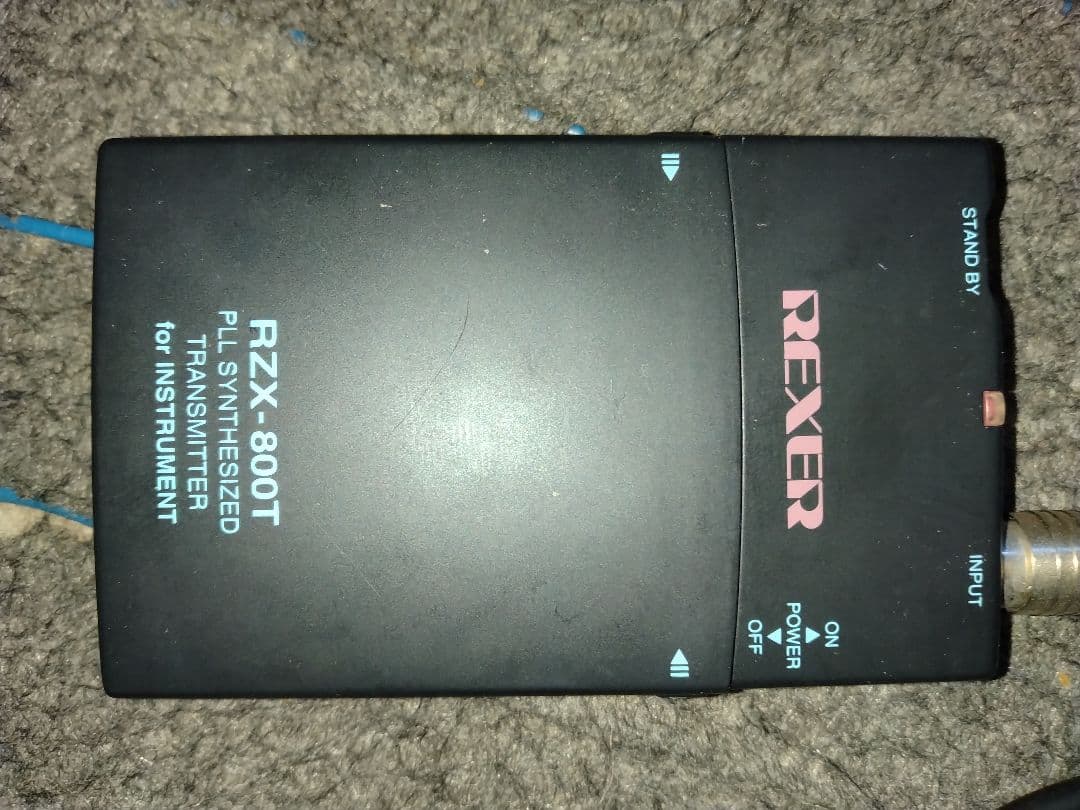 STAND BY
INPUT
REXER
ON
POWER
OFF
RZX-800T
PLL SYNTHESIZED
TRANSMITTER
for INSTRUMENT